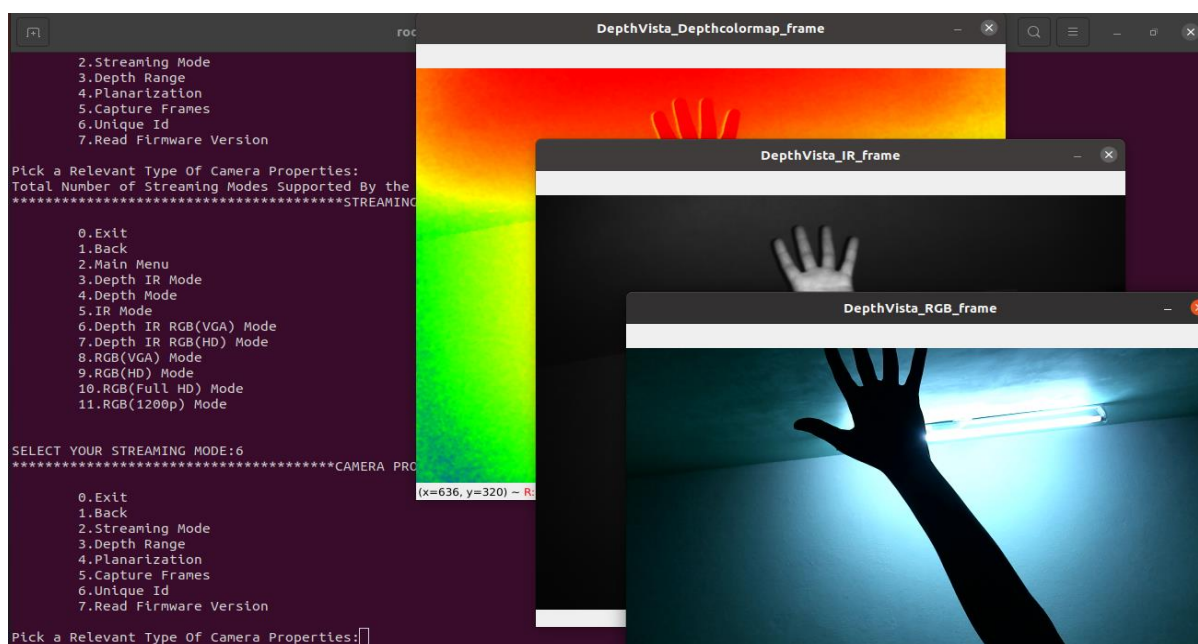 roc
2.Streaming Mode
3.Depth Range
4.Planarization
5.Capture Frames
6.Unique Id
7.Read Firmware Version
Pick a Relevant Type Of Camera Properties:
Total Number of Streaming Modes Supported By the
****************************************STREAMING
0.Exit
1.Back
2.Main Menu
3.Depth IR Mode
4.Depth Mode
5.IR Mode
6.Depth IR RGB(VGA) Mode
7.Depth IR RGB(HD) Mode
8.RGB(VGA) Mode
9.RGB(HD) Mode
10.RGB(Full HD) Mode
11.RGB(1200p) Mode
SELECT YOUR STREAMING MODE:6
***************************************CAMERA PRO
0.Exit
1.Back
2.Streaming Mode
3.Depth Range
4.Planarization
5.Capture Frames
6.Unique Id
7.Read Firmware Version
Pick a Relevant Type Of Camera Properties:
DepthVista_Depthcolormap_frame
(x=636, y=320) ~ R:
DepthVista_IR_frame
DepthVista_RGB_frame